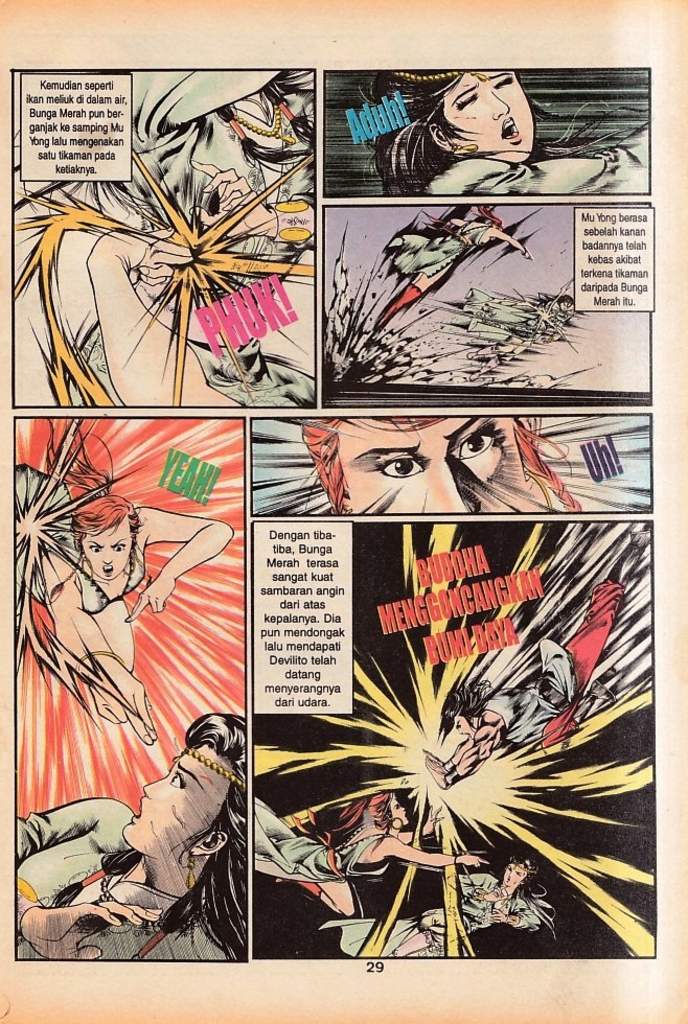 Kemudian seperti
ikan meliuk di dalam air,
Bunga Merah pun ber-
ganjak ke samping Mu
Yong lalu mengenakan
satu tikaman pada
ketiaknya.
PHUK!
Aduh!
Mu Yong berasa
sebelah kanan
badannya telah
kebas akibat
terkena tikaman
daripada Bunga
Merah itu.
YEAH!
Uh!
Dengan tiba-
tiba, Bunga
Merah terasa
sangat kuat
sambaran angin
dari atas
kepalanya. Dia
pun mendongak
lalu mendapati
Devilito telah
datang
menyerangnya
dari udara.
BUDDHA
MENGGONCANGKAN
BUMI DAYA
29